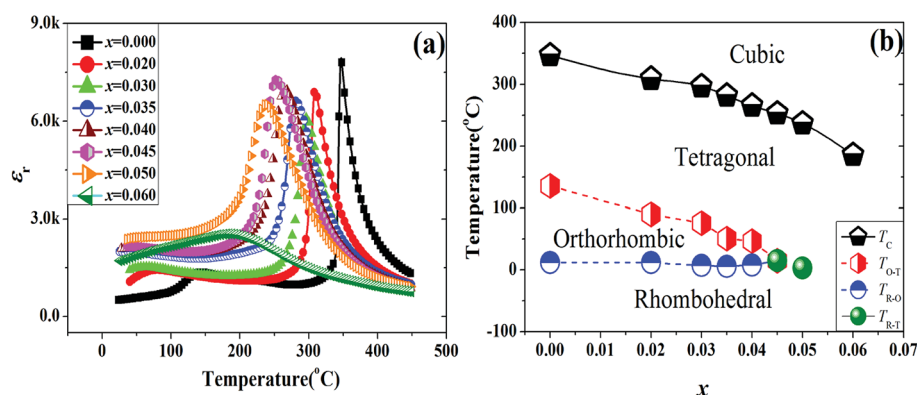 9.0k
6.0k
3.0k
0.0
εr
x=0.000
x=0.020
x=0.030
x=0.035
x=0.040
x=0.045
x=0.050
x=0.060
(a)
0
100
200
300
400
500
Temperature(°C)
400
300
200
100
0
-100
Temperature(°C)
(b)
Cubic
Tetragonal
Orthorhombic
Rhombohedral
TC
TO-T
TR-O
TR-T
0.00
0.01
0.02
0.03
0.04
0.05
0.06
0.07
x